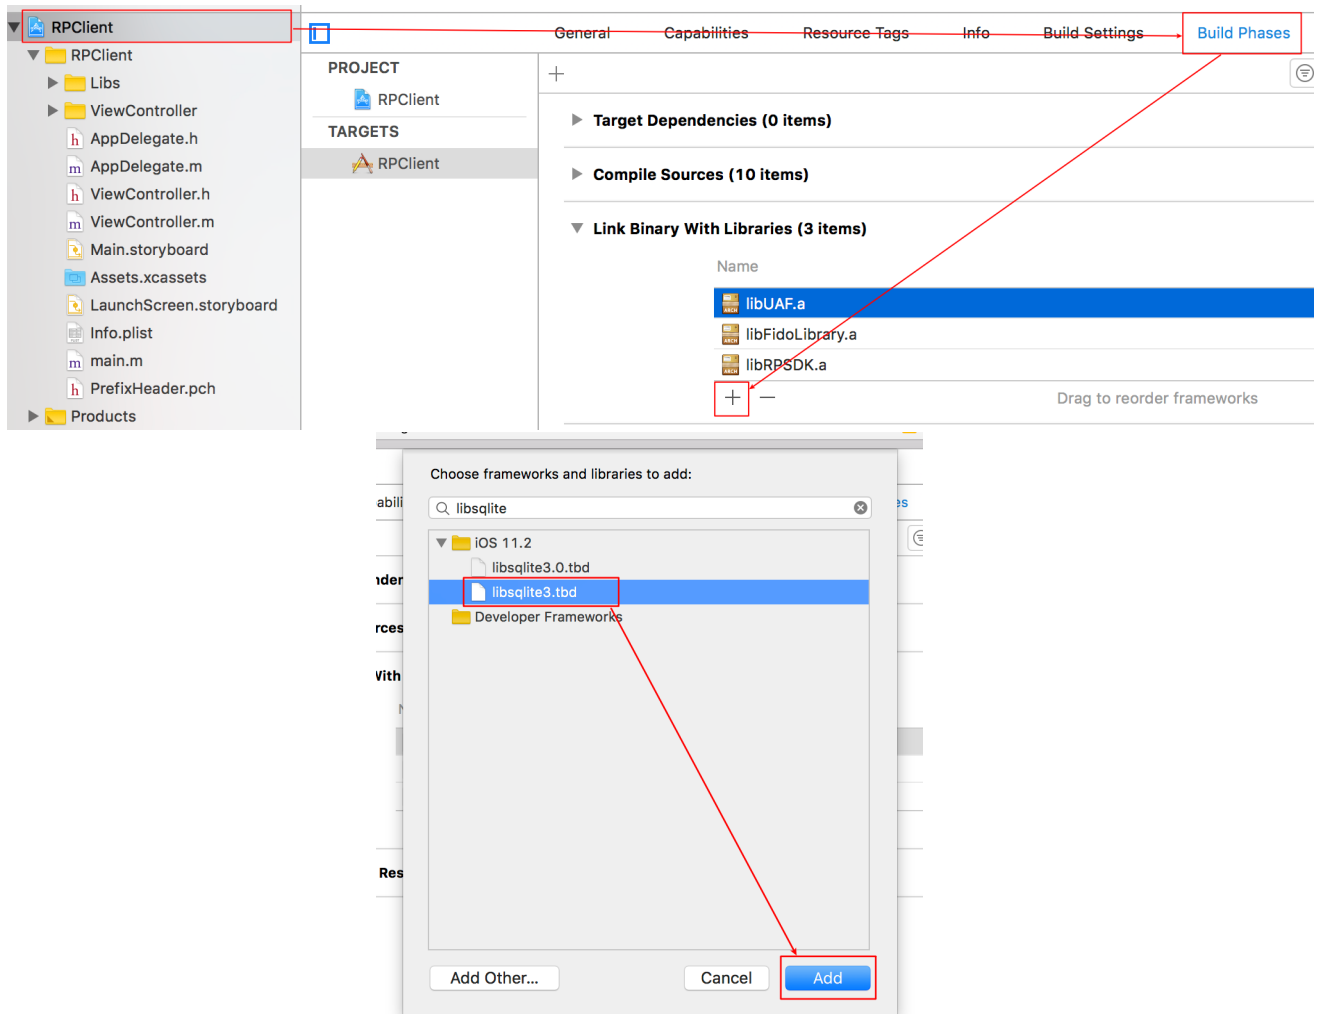 RPClient
RPClient
Libs
ViewController
AppDelegate.h
AppDelegate.m
ViewController.h
ViewController.m
Main.storyboard
Assets.xcassets
LaunchScreen.storyboard
Info.plist
main.m
PrefixHeader.pch
Products
General Capabilities Resource Tags Info Build Settings Build Phases
PROJECT
RPClient
TARGETS
RPClient
Target Dependencies (0 items)
Compile Sources (10 items)
Link Binary With Libraries (3 items)
Name
libUAF.a
libFidoLibrary.a
libRPSDK.a
Drag to reorder frameworks
Choose frameworks and libraries to add:
libsqlite
iOS 11.2
libsqlite3.0.tbd
libsqlite3.tbd
Developer Frameworks
With
Res
Add Other... Cancel Add